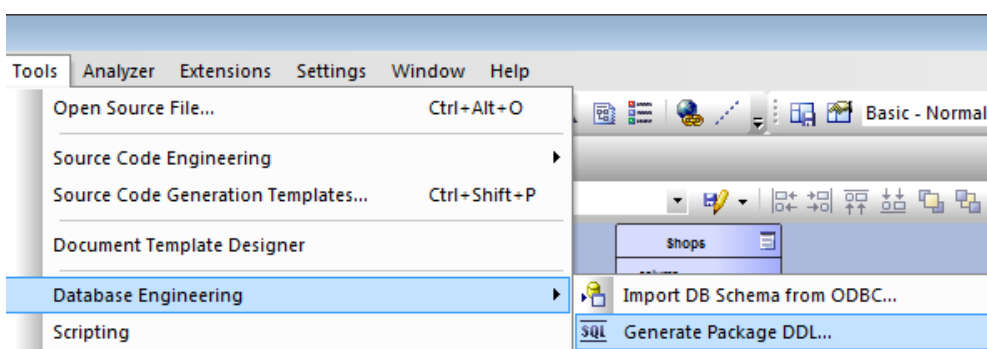 Tools Analyzer Extensions Settings Window Help
Open Source File... Ctrl+Alt+O
Basic - Normal
Source Code Engineering
Source Code Generation Templates... Ctrl+Shift+P
Document Template Designer
Shops
Database Engineering
Import DB Schema from ODBC...
Scripting
SQL Generate Package DDL...